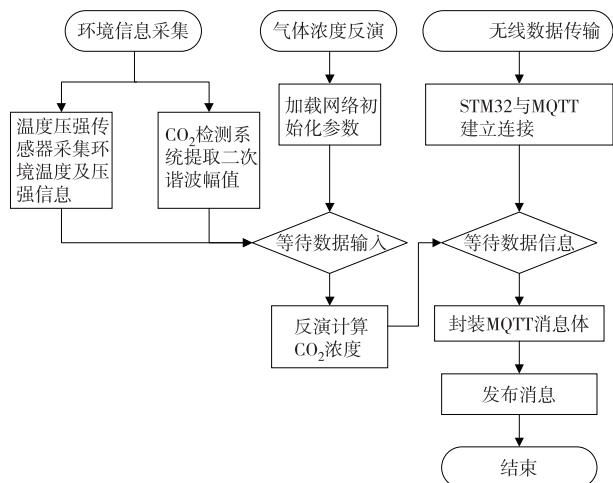 环境信息采集
气体浓度反演
无线数据传输
温度压强传
感器采集环
境温度及压
强信息
CO₂检测系
统提取二次
谐波幅值
加载网络初
始化参数
STM32与MQTT
建立连接
等待数据输入
等待数据信息
反演计算
CO₂浓度
封装MQTT消息体
发布消息
结束